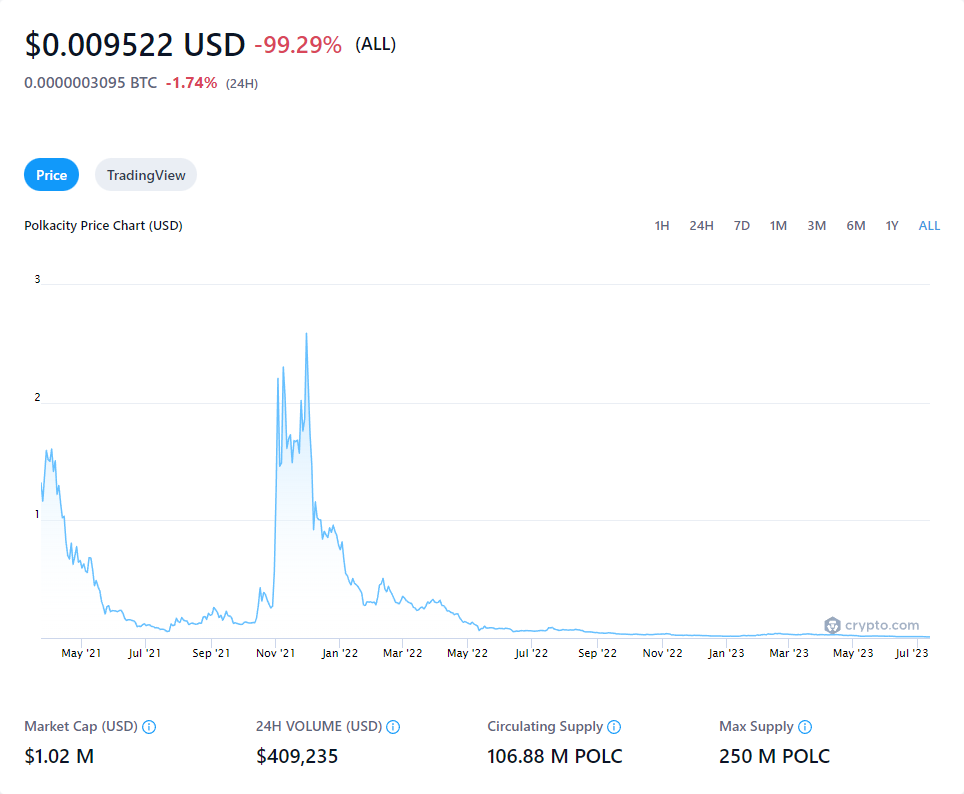 $0.009522 USD -99.29% (ALL)
0.0000003095 BTC -1.74% (24H)
Price TradingView
Polkacity Price Chart (USD) 1H 24H 7D 1M 3M 6M 1Y ALL
3
2
1
crypto.com
May '21 Jul '21 Sep '21 Nov '21 Jan '22 Mar '22 May '22 Jul '22 Sep '22 Nov '22 Jan '23 Mar '23 May '23 Jul '23
Market Cap (USD) 24H VOLUME (USD) Circulating Supply Max Supply
$1.02 M $409,235 106.88 M POLC 250 M POLC